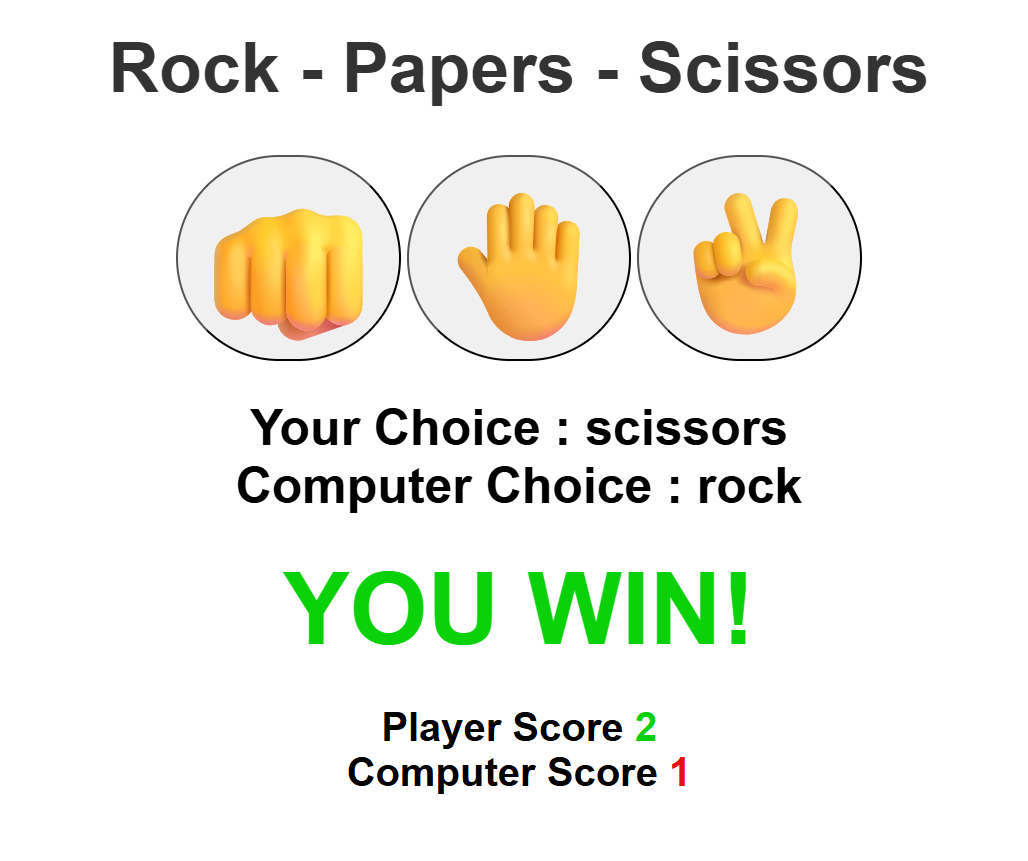 Rock - Papers - Scissors
Your Choice : scissors
Computer Choice : rock
YOU WIN!
Player Score 2
Computer Score 1